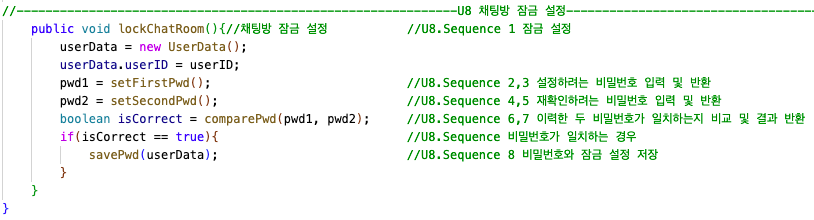 //---------------------------------------------------------------U8 채팅방 잠금 설정-----------------------------------
public void lockChatRoom(){//채팅방 잠금 설정 //U8.Sequence 1 잠금 설정
userData = new UserData();
userData.userID = userID;
pwd1 = setFirstPwd(); //U8.Sequence 2,3 설정하려는 비밀번호 입력 및 반환
pwd2 = setSecondPwd(); //U8.Sequence 4,5 재확인하려는 비밀번호 입력 및 반환
boolean isCorrect = comparePwd(pwd1, pwd2); //U8.Sequence 6,7 이력한 두 비밀번호가 일치하는지 비교 및 결과 반환
if(isCorrect == true){ //U8.Sequence 비밀번호가 일치하는 경우
savePwd(userData); //U8.Sequence 8 비밀번호와 잠금 설정 저장
}
}
}